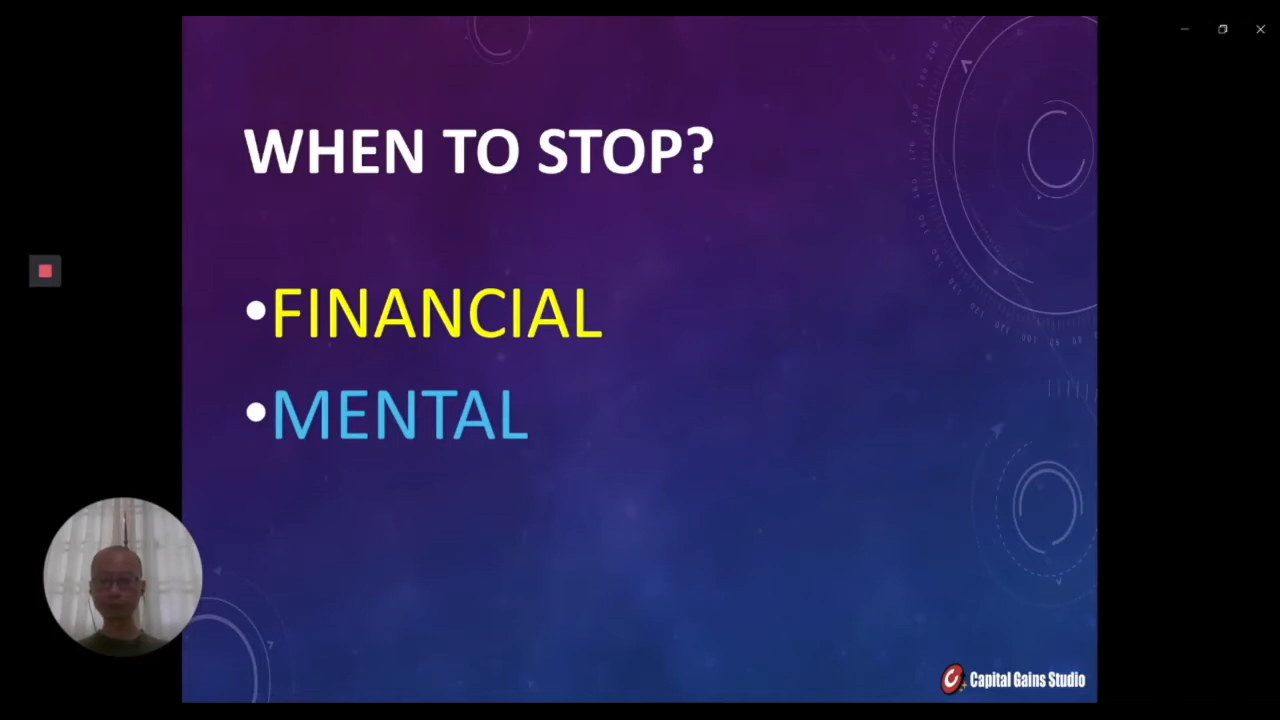 WHEN TO STOP?
•FINANCIAL
•MENTAL
Capital Gains Studio